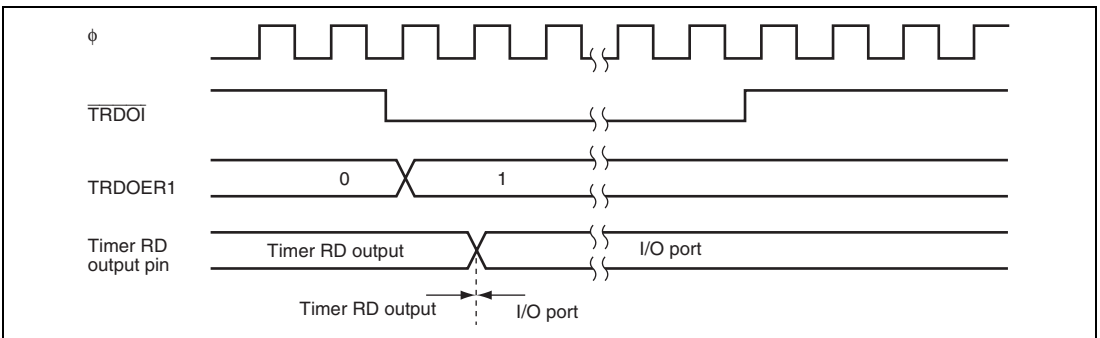 ϕ
TRDOI
TRDOER1
0
1
Timer RD
output pin
Timer RD output
I/O port
Timer RD output
I/O port